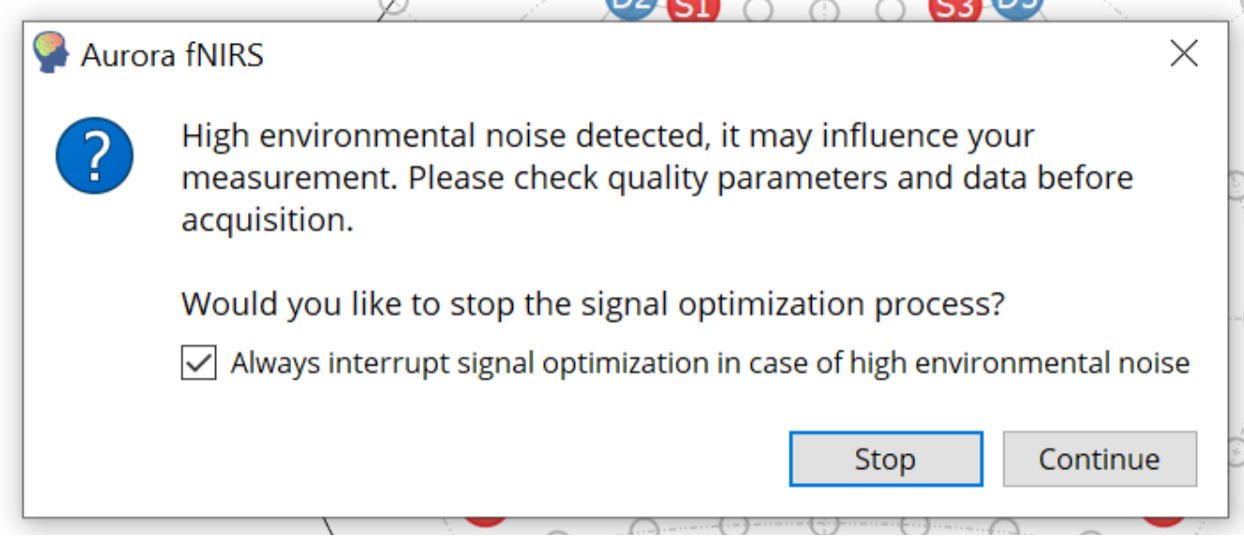 D2 S1 S3
Aurora fNIRS
High environmental noise detected, it may influence your
measurement. Please check quality parameters and data before
acquisition.
Would you like to stop the signal optimization process?
Always interrupt signal optimization in case of high environmental noise
Stop Continue